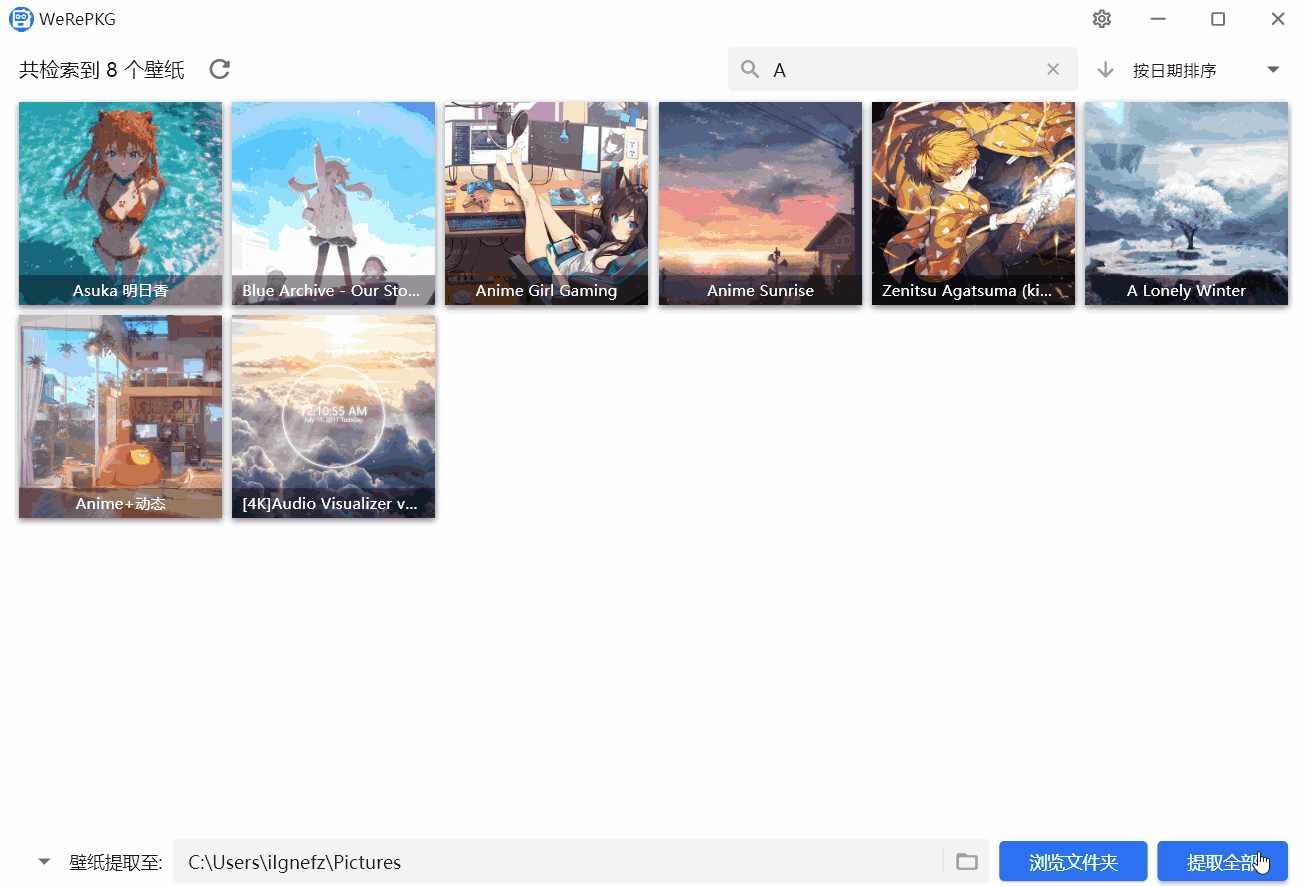 WeRePKG
共检索到 8 个壁纸
A
按日期排序
Asuka 明日香
Blue Archive - Our Sto...
Anime Girl Gaming
Anime Sunrise
Zenitsu Agatsuma (ki...
A Lonely Winter
Anime+动态
12:10:55 AM
July 11, 2017 Tuesday
[4K]Audio Visualizer v...
壁纸提取至:
C:\Users\ilgnefz\Pictures
浏览文件夹
提取全部